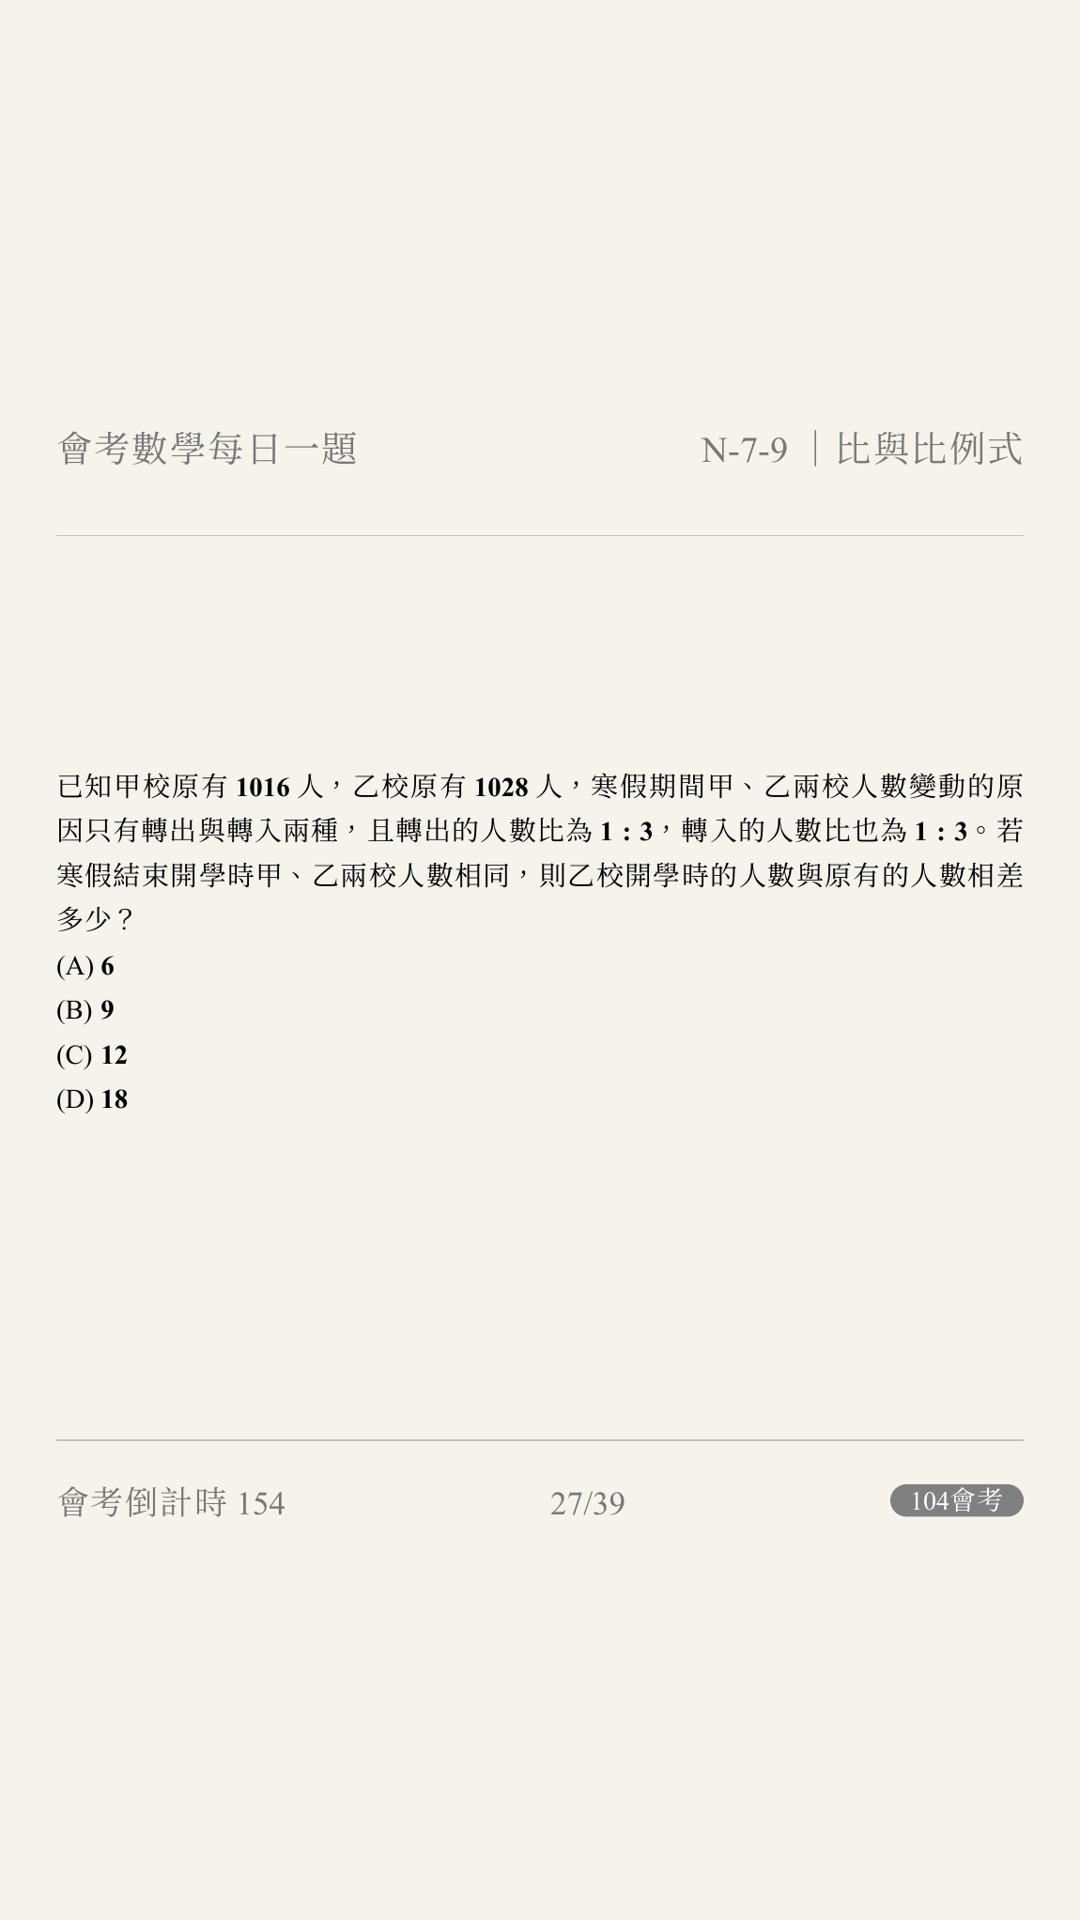 會考數學每日一題
N-7-9 ｜比與比例式
已知甲校原有 1016 人，乙校原有 1028 人，寒假期間甲、乙兩校人數變動的原
因只有轉出與轉入兩種，且轉出的人數比為 1 : 3，轉入的人數比也為 1 : 3。若
寒假結束開學時甲、乙兩校人數相同，則乙校開學時的人數與原有的人數相差
多少？
(A) 6
(B) 9
(C) 12
(D) 18
會考倒計時 154
27/39
104會考